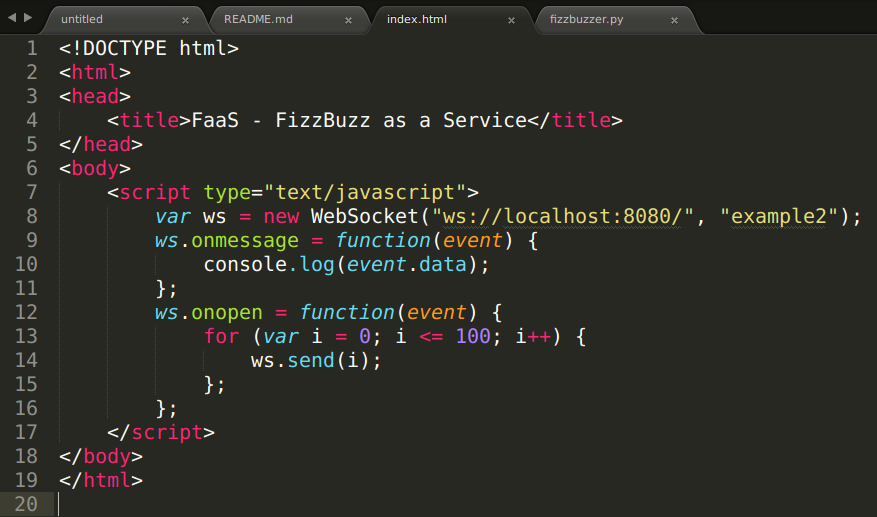 untitled × README.md × index.html × fizzbuzzer.py ×
1 <!DOCTYPE html>
2 <html>
3 <head>
4     <title>FaaS - FizzBuzz as a Service</title>
5 </head>
6 <body>
7     <script type="text/javascript">
8         var ws = new WebSocket("ws://localhost:8080/", "example2");
9         ws.onmessage = function(event) {
10             console.log(event.data);
11         };
12         ws.onopen = function(event) {
13             for (var i = 0; i <= 100; i++) {
14                 ws.send(i);
15             };
16         };
17     </script>
18 </body>
19 </html>
20